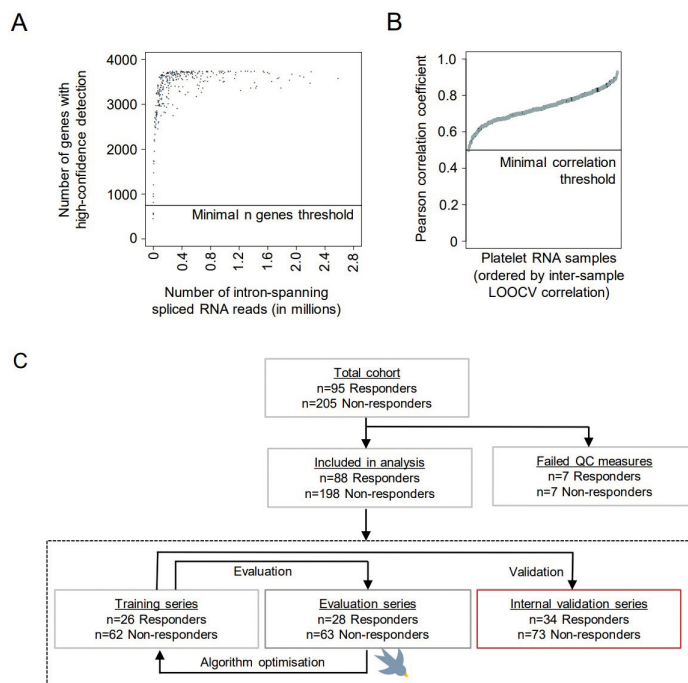 A
Number of genes with
high-confidence detection
4000
3000
2000
1000
0
Minimal n genes threshold
0
0.4
0.8
1.2
1.6
2.0
2.4
2.8
Number of intron-spanning
spliced RNA reads (in millions)
B
Pearson correlation coefficient
1.0
0.8
0.6
0.4
0.2
0
Minimal correlation
threshold
Platelet RNA samples
(ordered by inter-sample
LOOCV correlation)
C
Total cohort
n=95 Responders
n=205 Non-responders
Included in analysis
n=88 Responders
n=198 Non-responders
Failed QC measures
n=7 Responders
n=7 Non-responders
Evaluation
Validation
Training series
n=26 Responders
n=62 Non-responders
Evaluation series
n=28 Responders
n=63 Non-responders
Internal validation series
n=34 Responders
n=73 Non-responders
Algorithm optimisation